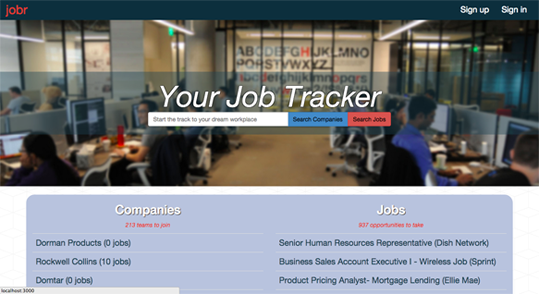 jobr
Sign up Sign in
ABCDEFGHIJKLMNO
Your Job Tracker
Start the track to your dream workplace Search Companies Search Jobs
Companies Jobs
213 teams to join 937 opportunities to take
Dorman Products (0 jobs) Senior Human Resources Representative (Dish Network)
Rockwell Collins (10 jobs) Business Sales Account Executive I - Wireless Job (Sprint)
Domtar (0 jobs) Product Pricing Analyst- Mortgage Lending (Ellie Mae)
localhost:3000